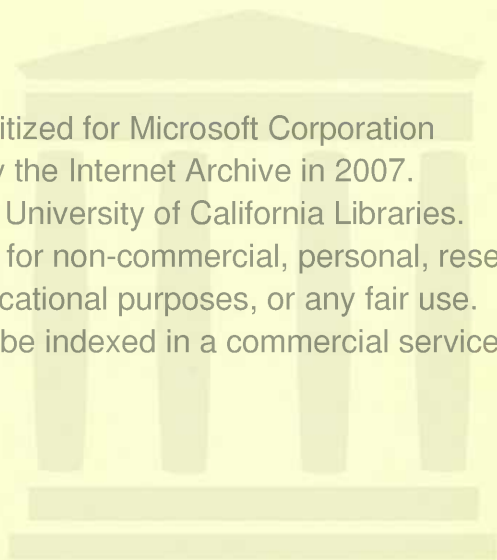 itized for Microsoft Corporation
y the Internet Archive in 2007.
University of California Libraries.
for non-commercial, personal, rese
cational purposes, or any fair use.
be indexed in a commercial service